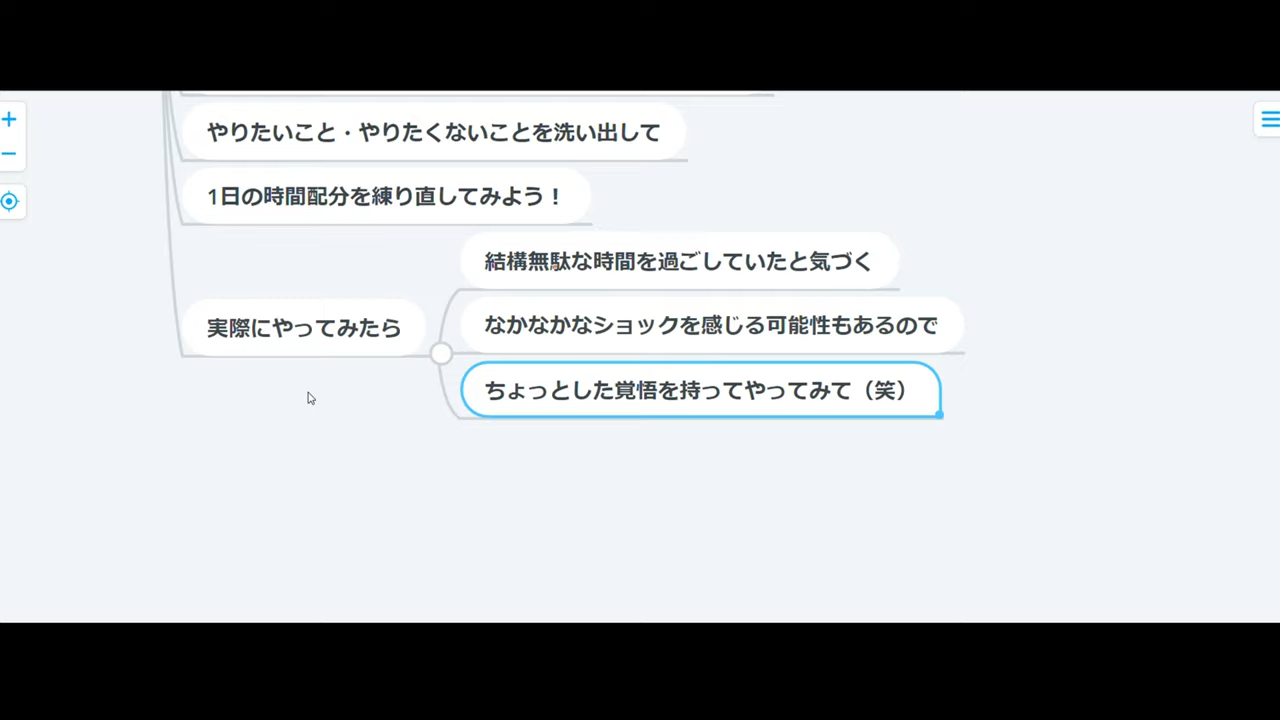 やりたいこと・やりたくないことを洗い出して
1日の時間配分を練り直してみよう！
実際にやってみたら
結構無駄な時間を過ごしていたと気づく
なかなかなショックを感じる可能性もあるので
ちょっとした覚悟を持ってやってみて（笑）